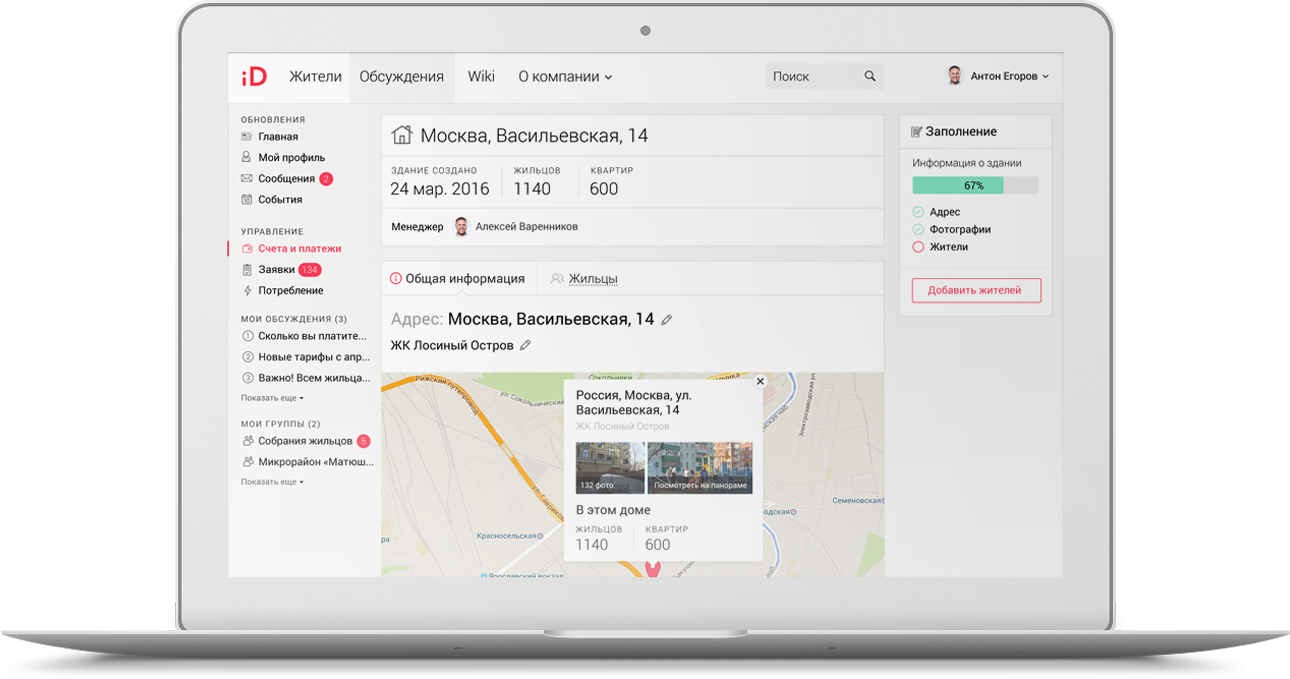 iD
Жители
Обсуждения
Wiki
О компании
Поиск
Антон Егоров
ОБНОВЛЕНИЯ
Главная
Мой профиль
Сообщения 2
События
УПРАВЛЕНИЕ
Счета и платежи
Заявки 134
Потребление
МОИ ОБСУЖДЕНИЯ (3)
1 Сколько вы платите...
2 Новые тарифы с апр...
3 Важно! Всем жильца...
Показать еще
МОИ ГРУППЫ (2)
Собрания жильцов 5
Микрорайон «Матюш...
Показать еще
Москва, Васильевская, 14
ЗДАНИЕ СОЗДАНО
24 мар. 2016
ЖИЛЬЦОВ
1140
КВАРТИР
600
Менеджер
Алексей Варенников
Общая информация
Жильцы
Адрес: Москва, Васильевская, 14
ЖК Лосиный Остров
Рижский путепровод
ул. Сокольнический
Сокольники
Электрозаводская ул.
Семеновская
Красносельская
Ярославский вокзал
Россия, Москва, ул.
Васильевская, 14
ЖК Лосиный Остров
132 фото
Посмотреть на панораме
В этом доме
ЖИЛЬЦОВ
1140
КВАРТИР
600
Заполнение
Информация о здании
67%
Адрес
Фотографии
Жители
Добавить жителей